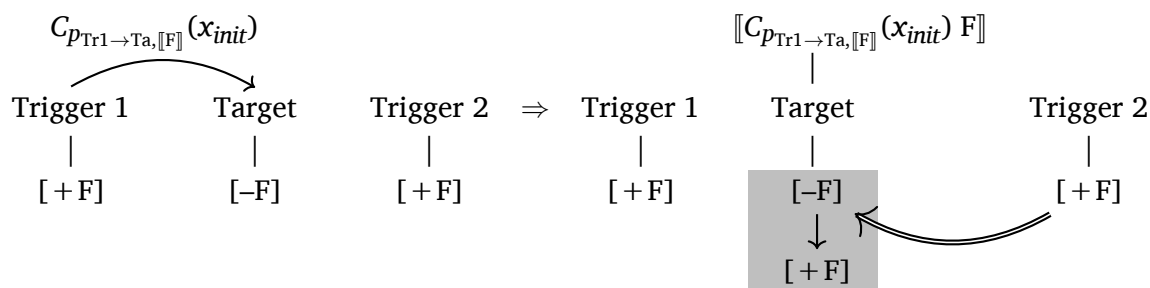 C_{p_{Tr1→Ta,⟦F⟧}}(x_{init}) ⟦C_{p_{Tr1→Ta,⟦F⟧}}(x_{init}) F⟧
Trigger 1 Target Trigger 2 ⇒ Trigger 1 Target Trigger 2
[+F] [–F] [+F] [+F] [–F] [+F]
[+F]